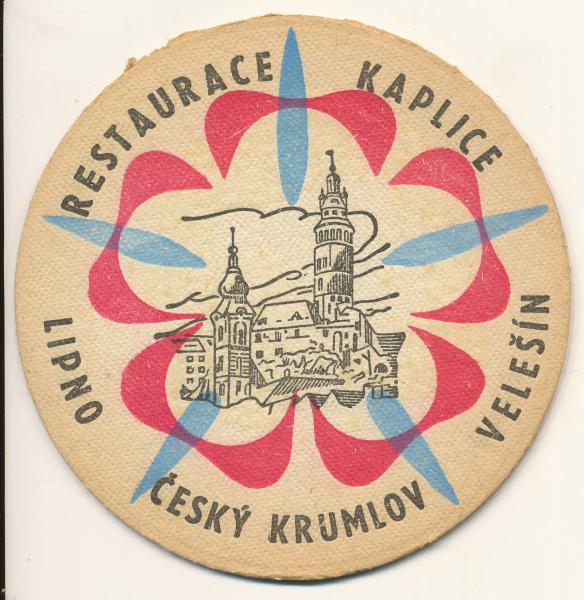 RESTAURACE
KAPLICE
VELEŠÍN
ČESKÝ KRUMLOV
LIPNO